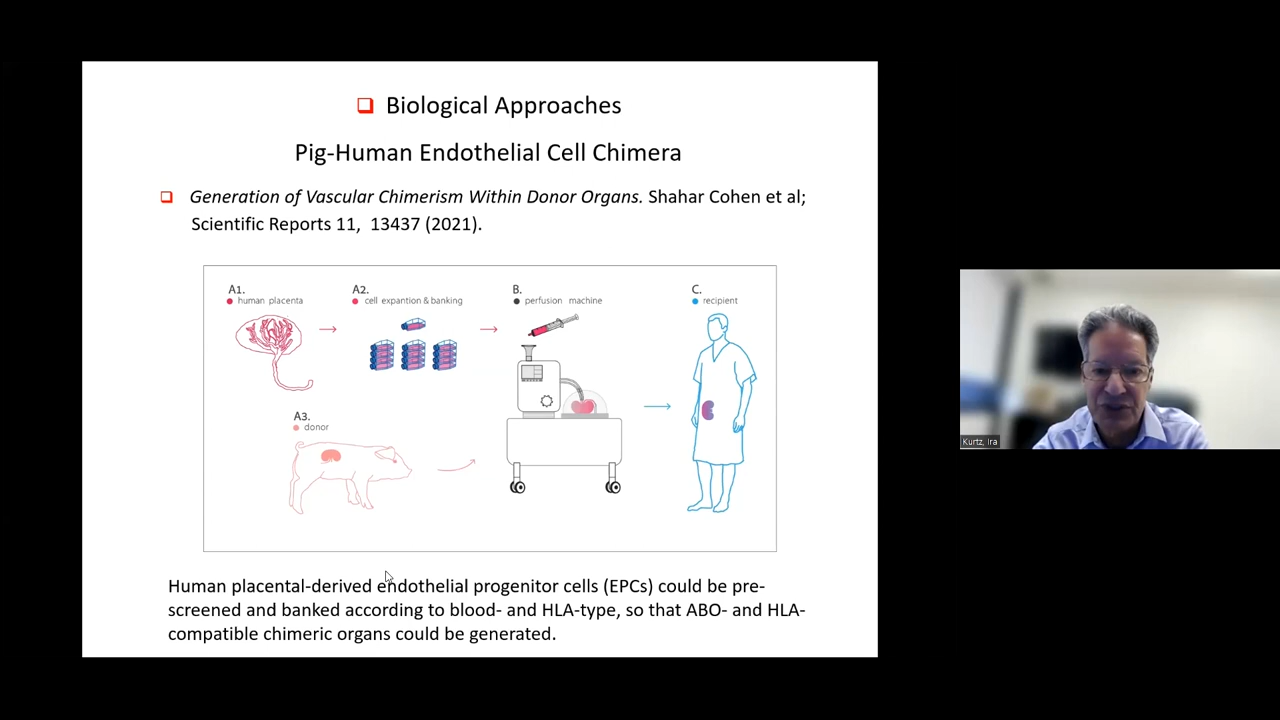 Biological Approaches
Pig-Human Endothelial Cell Chimera
Generation of Vascular Chimerism Within Donor Organs. Shahar Cohen et al;
Scientific Reports 11, 13437 (2021).
A1.
human placenta
A2.
cell expantion & banking
B.
perfusion machine
C.
recipient
A3.
donor
Human placental-derived endothelial progenitor cells (EPCs) could be pre-
screened and banked according to blood- and HLA-type, so that ABO- and HLA-
compatible chimeric organs could be generated.
Kurtz, Ira